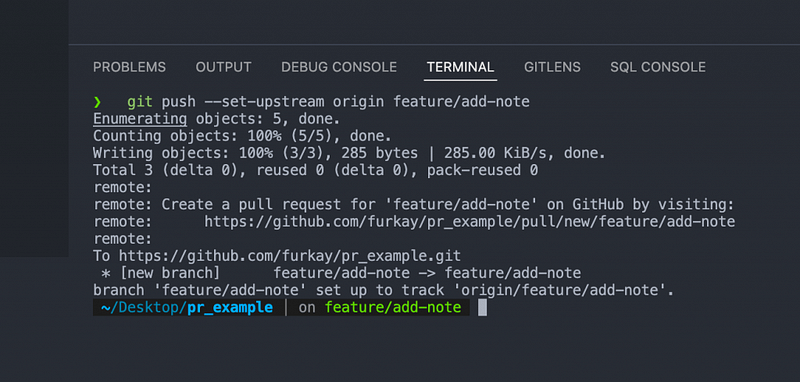 PROBLEMS OUTPUT DEBUG CONSOLE TERMINAL GITLENS SQL CONSOLE
❯ git push --set-upstream origin feature/add-note
Enumerating objects: 5, done.
Counting objects: 100% (5/5), done.
Writing objects: 100% (3/3), 285 bytes | 285.00 KiB/s, done.
Total 3 (delta 0), reused 0 (delta 0), pack-reused 0
remote:
remote: Create a pull request for 'feature/add-note' on GitHub by visiting:
remote:      https://github.com/furkay/pr_example/pull/new/feature/add-note
remote:
To https://github.com/furkay/pr_example.git
 * [new branch]      feature/add-note -> feature/add-note
branch 'feature/add-note' set up to track 'origin/feature/add-note'.
~/Desktop/pr_example | on feature/add-note